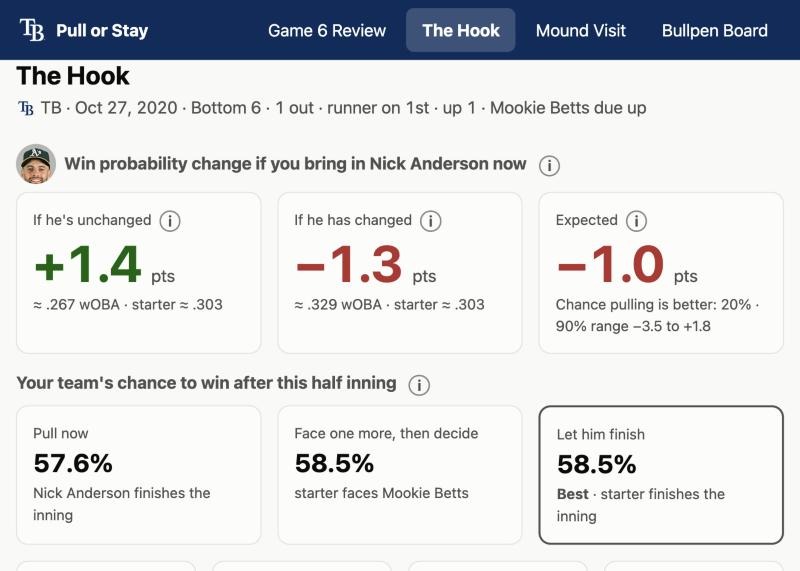 TB Pull or Stay Game 6 Review The Hook Mound Visit Bullpen Board
The Hook
TB TB · Oct 27, 2020 · Bottom 6 · 1 out · runner on 1st · up 1 · Mookie Betts due up
Win probability change if you bring in Nick Anderson now i
If he's unchanged i
+1.4 pts
≈ .267 wOBA · starter ≈ .303
If he has changed i
−1.3 pts
≈ .329 wOBA · starter ≈ .303
Expected i
−1.0 pts
Chance pulling is better: 20% ·
90% range −3.5 to +1.8
Your team's chance to win after this half inning i
Pull now
57.6%
Nick Anderson finishes the
inning
Face one more, then decide
58.5%
starter faces Mookie Betts
Let him finish
58.5%
Best · starter finishes the
inning